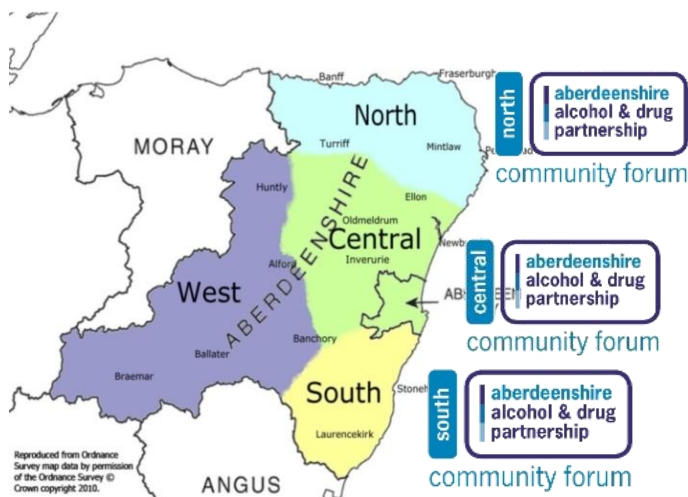 Banff
Fraserburgh
North
Turriff
Mintlaw
MORAY
north
aberdeenshire
alcohol & drug
partnership
community forum
Huntly
Ellon
ABERDEENSHIRE
Oldmeldrum
Central
Inverurie
Alford
West
central
aberdeenshire
alcohol & drug
partnership
community forum
Banchory
Ballater
Braemar
South
Laurencekirk
south
aberdeenshire
alcohol & drug
partnership
community forum
Reproduced from Ordnance
Survey map data by permission
of the Ordnance Survey ©
Crown copyright 2010.
ANGUS